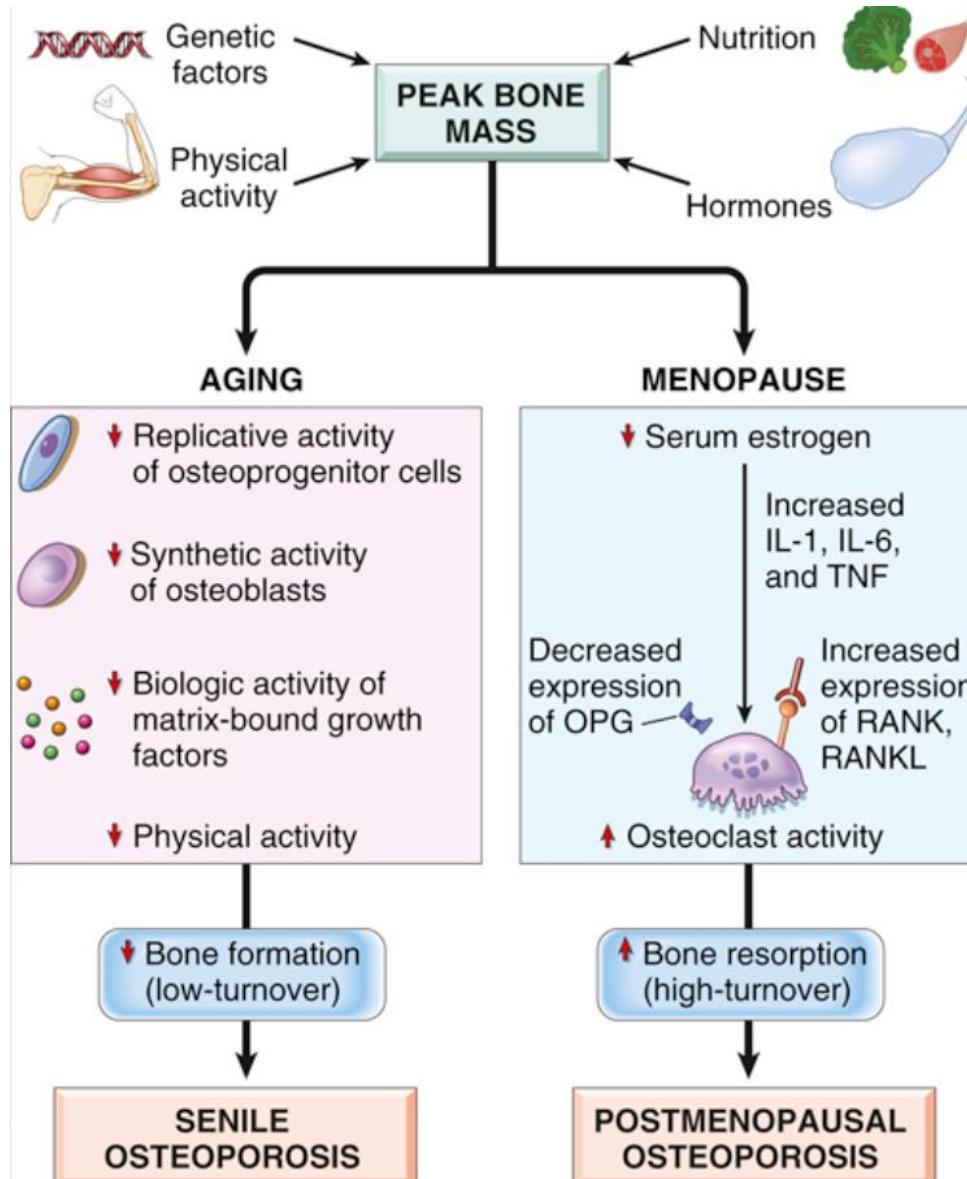 Genetic
factors
Nutrition
PEAK BONE
MASS
Physical
activity
Hormones
AGING
Replicative activity
of osteoprogenitor cells
Synthetic activity
of osteoblasts
Biologic activity of
matrix-bound growth
factors
Physical activity
Bone formation
(low-turnover)
SENILE
OSTEOPOROSIS
MENOPAUSE
Serum estrogen
Increased
IL-1, IL-6,
and TNF
Decreased
expression
of OPG
Increased
expression
of RANK,
RANKL
Osteoclast activity
Bone resorption
(high-turnover)
POSTMENOPAUSAL
OSTEOPOROSIS